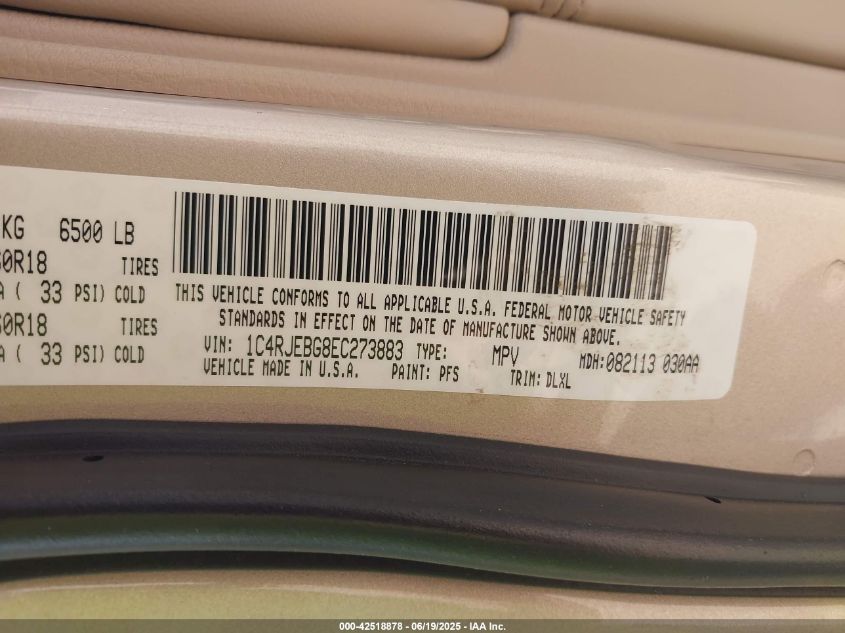 KG 6500 LB
0R18 TIRES
A ( 33 PSI) COLD
0R18 TIRES
A ( 33 PSI) COLD
THIS VEHICLE CONFORMS TO ALL APPLICABLE U.S.A. FEDERAL MOTOR VEHICLE SAFETY
STANDARDS IN EFFECT ON THE DATE OF MANUFACTURE SHOWN ABOVE.
VIN: 1C4RJEBG8EC273883 TYPE: MPV MDH:082113 030AA
VEHICLE MADE IN U.S.A. PAINT: PFS TRIM: DLXL
000-42518878 - 06/19/2025 - IAA Inc.